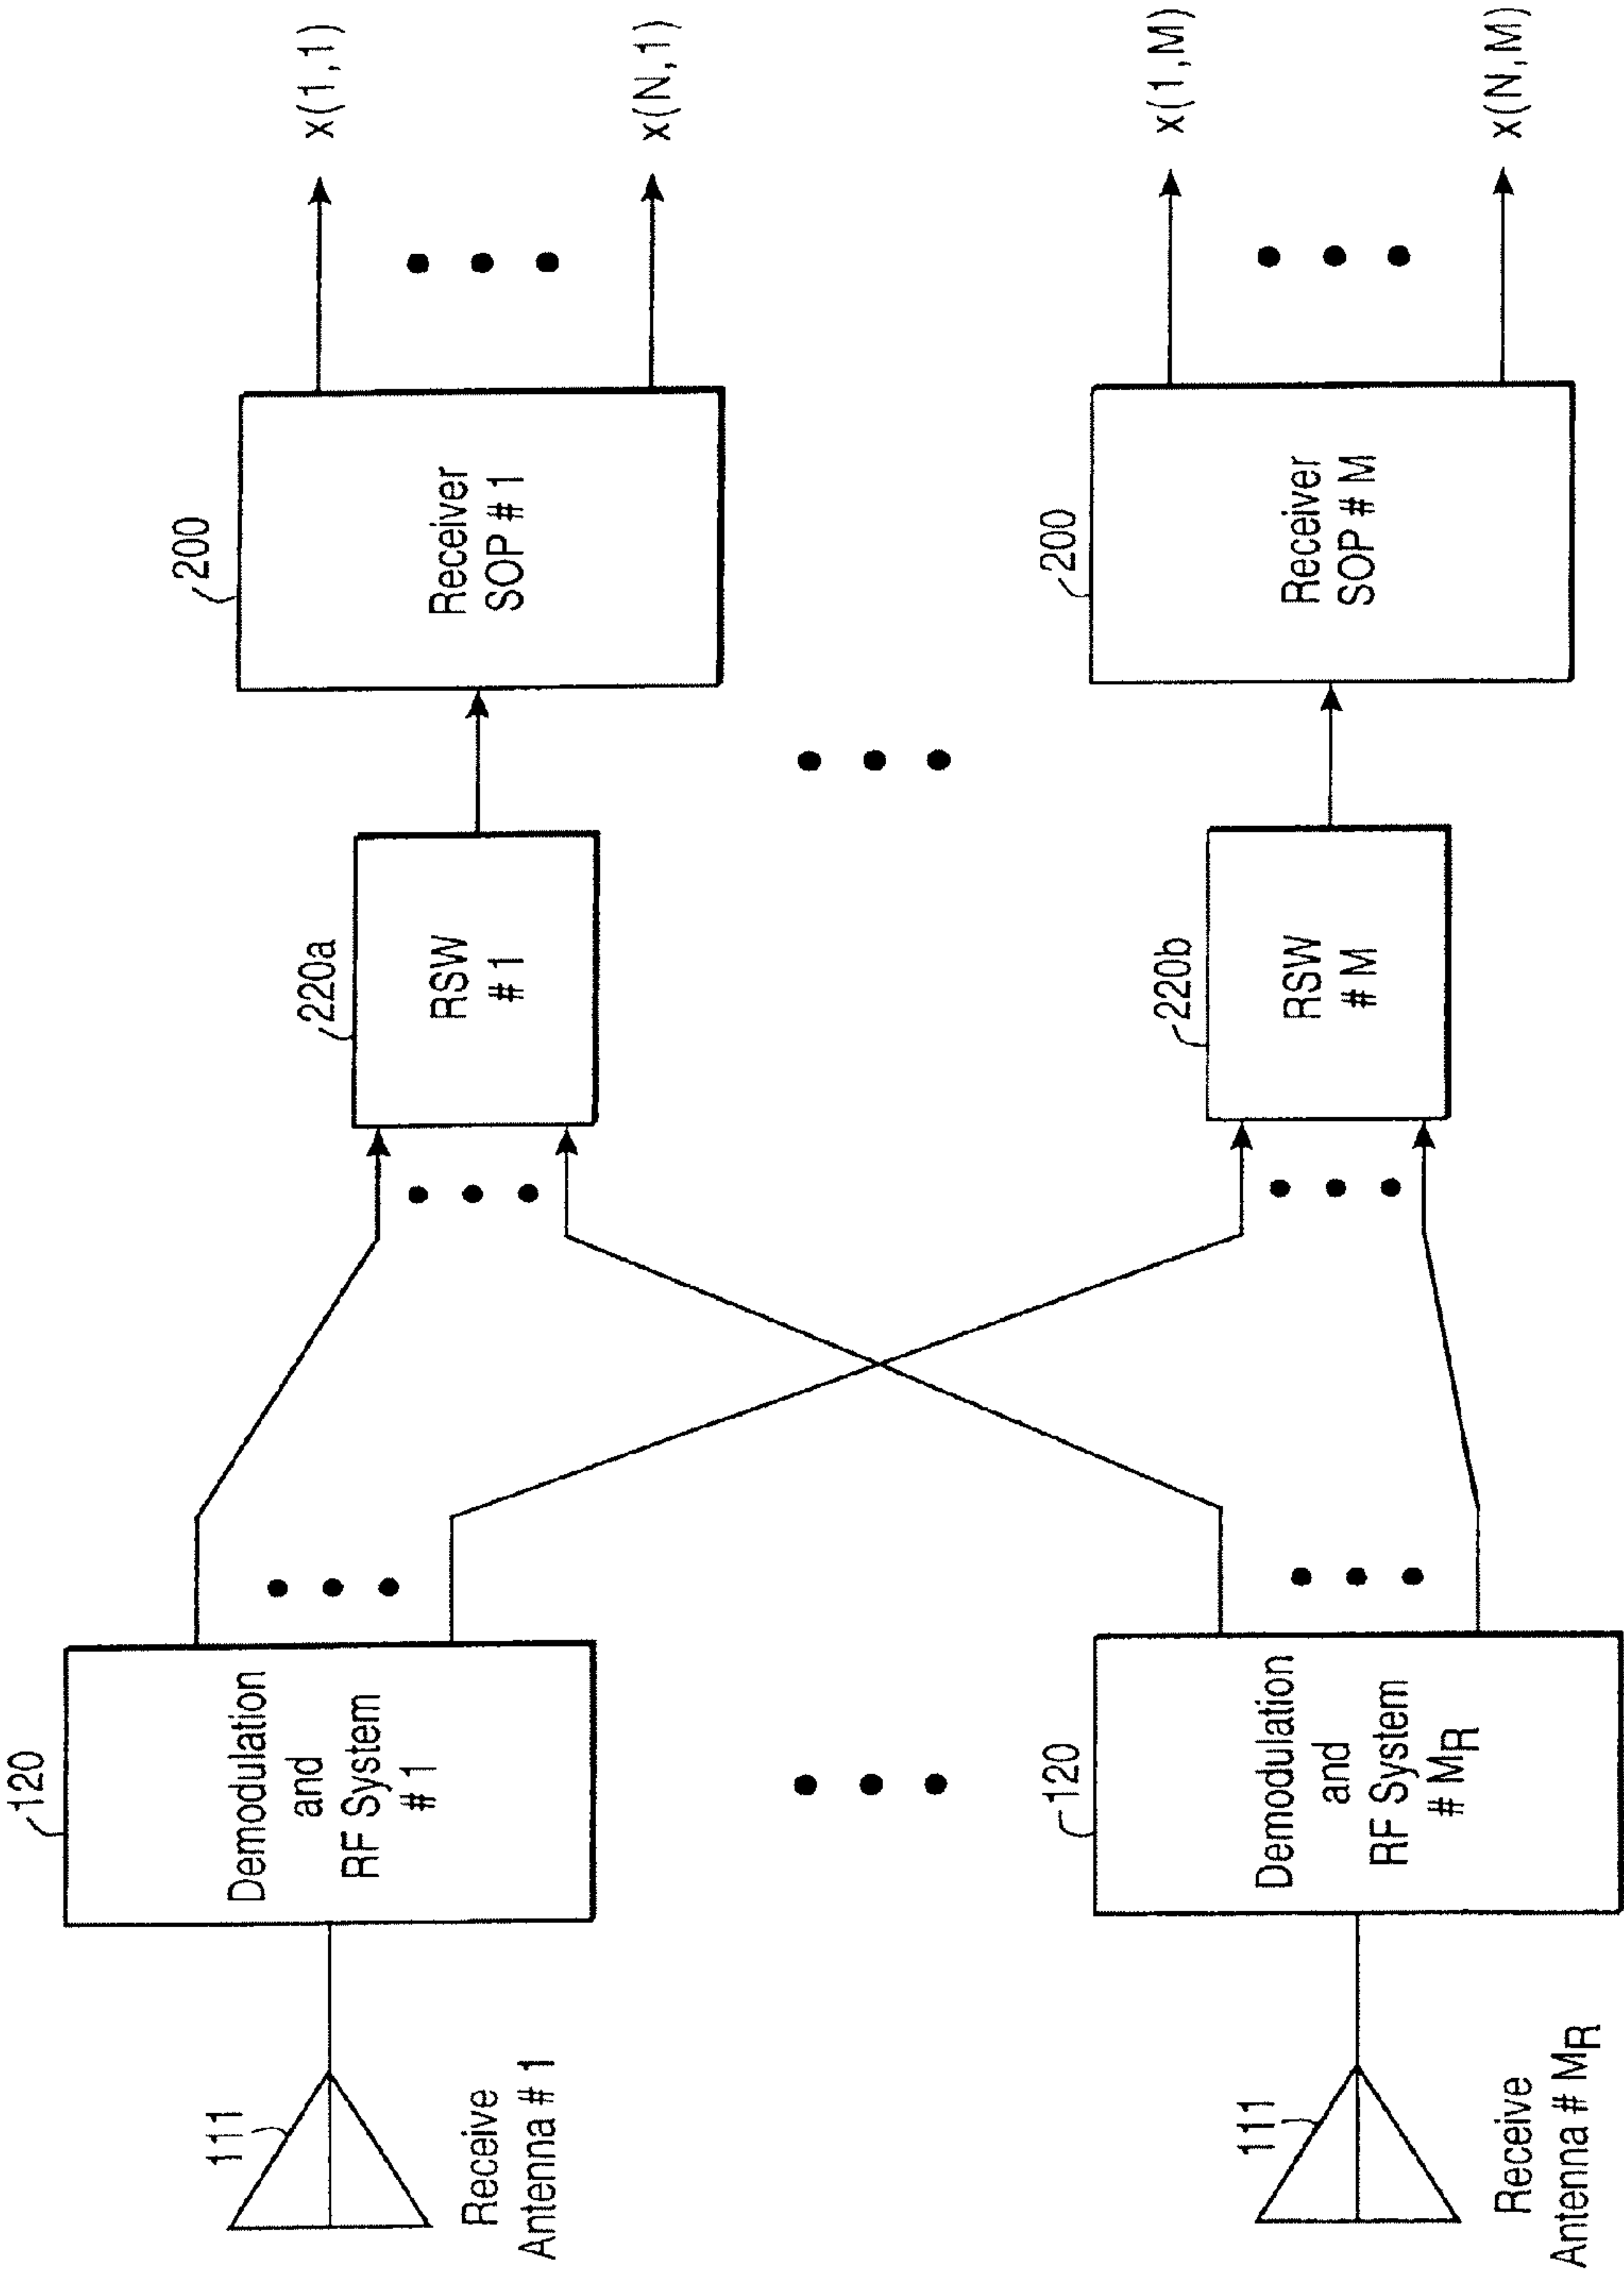 111
Receive
Antenna # 1
120
Demodulation
and
RF System
# 1
220a
RSW
# 1
200
Receiver
SOP # 1
x(1,1)
x(N,1)
111
Receive
Antenna # MR
120
Demodulation
and
RF System
# MR
220b
RSW
# M
200
Receiver
SOP # M
x(1,M)
x(N,M)